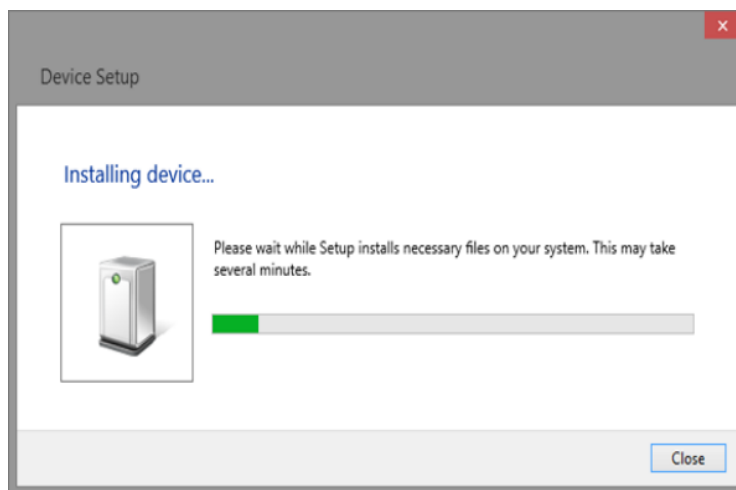 Device Setup
Installing device...
Please wait while Setup installs necessary files on your system. This may take
several minutes.
Close